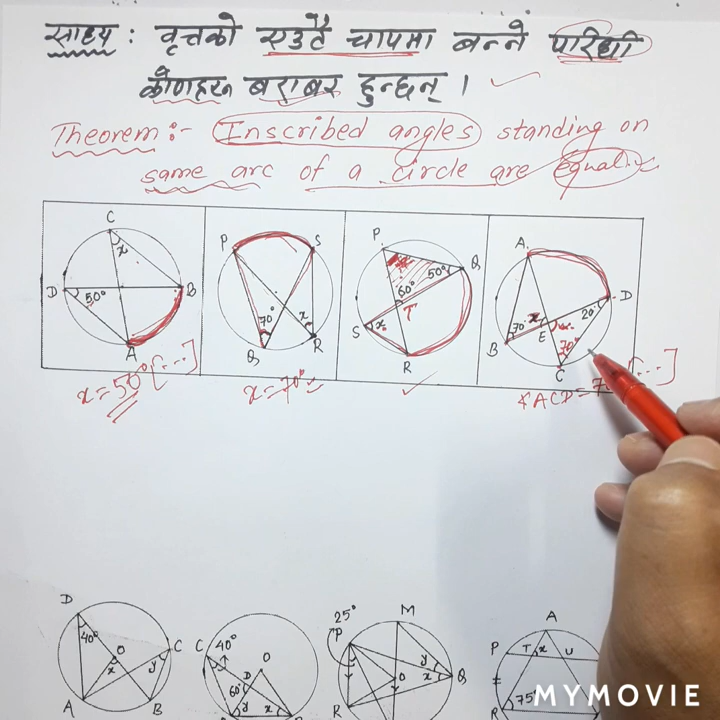 साध्य : वृत्तको एउटै चापमा बन्ने परिधी
कोणहरू बराबर हुन्छन् ।
Theorem:- Inscribed angles standing on
same arc of a circle are equal.
C
x
D
50°
B
A
x = 50° [...]
P
S
70°
x
Q
R
x = 70°
P
50°
Q
60°
T
S
x
R
A
D
20°
70°
x
E
B
70°
C
∢ACD = 7 [...]
D
40°
O
C
x
y
A
B
C
40°
O
D
60°
y
x
B
25°
M
P
O
y
x
Q
R
A
P
T
x
U
75°
R
MYMOVIE